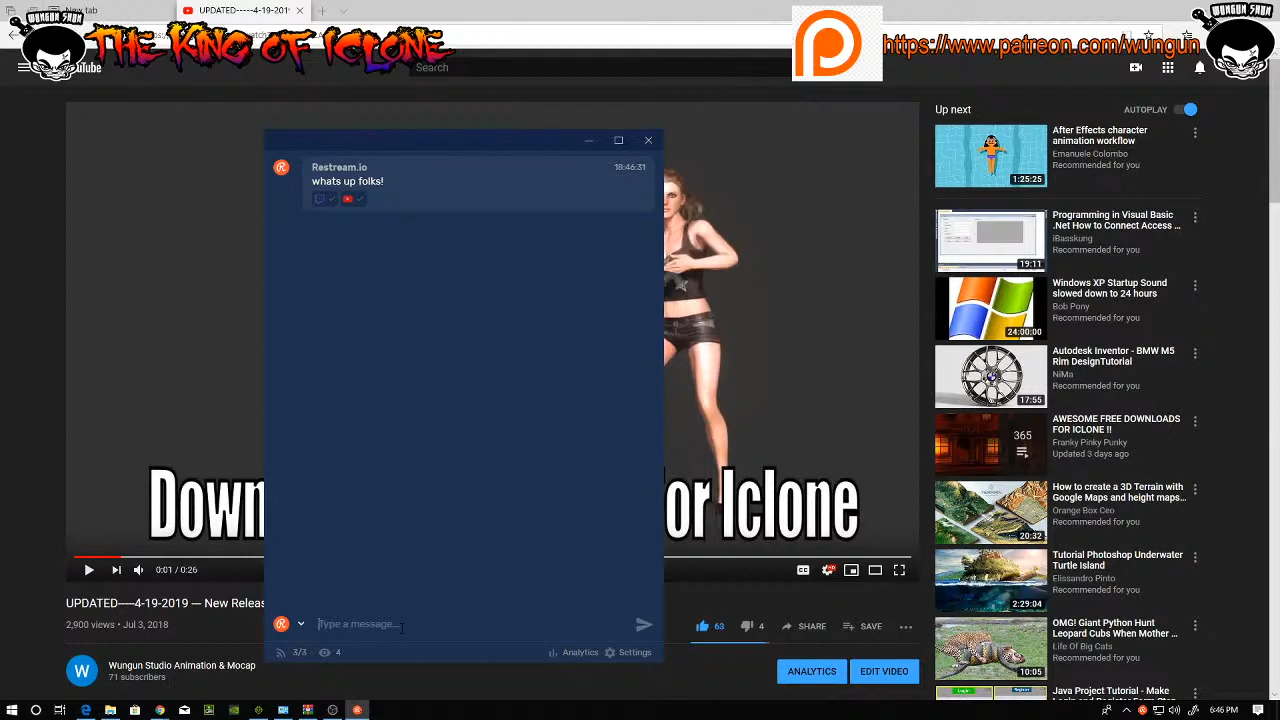 New tab
UPDATED-----4-19-2019
WUNGUN SHUN
THE KING OF ICLONE
https://www.patreon.com/wungun
WUNGUN SHUN
Search
Up next
AUTOPLAY
Restream.io
18:46:31
whats up folks!
Down
or Iclone
Type a message...
3/3
4
Analytics
Settings
0:01 / 0:26
UPDATED-----4-19-2019 — New Relea
2,900 views • Jul 3, 2018
63
4
SHARE
SAVE
W
Wungun Studio Animation & Mocap
71 subscribers
ANALYTICS
EDIT VIDEO
After Effects character
animation workflow
Emanuele Colombo
Recommended for you
1:25:25
Programming in Visual Basic
.Net How to Connect Access ...
iBasskung
Recommended for you
19:11
Windows XP Startup Sound
slowed down to 24 hours
Bob Pony
Recommended for you
24:00:00
Autodesk Inventor - BMW M5
Rim DesignTutorial
NiMa
Recommended for you
17:55
AWESOME FREE DOWNLOADS
FOR ICLONE !!
Franky Pinky Punky
Updated 3 days ago
365
How to create a 3D Terrain with
Google Maps and height maps...
Orange Box Ceo
Recommended for you
20:32
Tutorial Photoshop Underwater
Turtle Island
Elissandro Pinto
Recommended for you
2:29:04
OMG! Giant Python Hunt
Leopard Cubs When Mother ...
Life Of Big Cats
Recommended for you
10:05
Java Project Tutorial - Make
6:46 PM